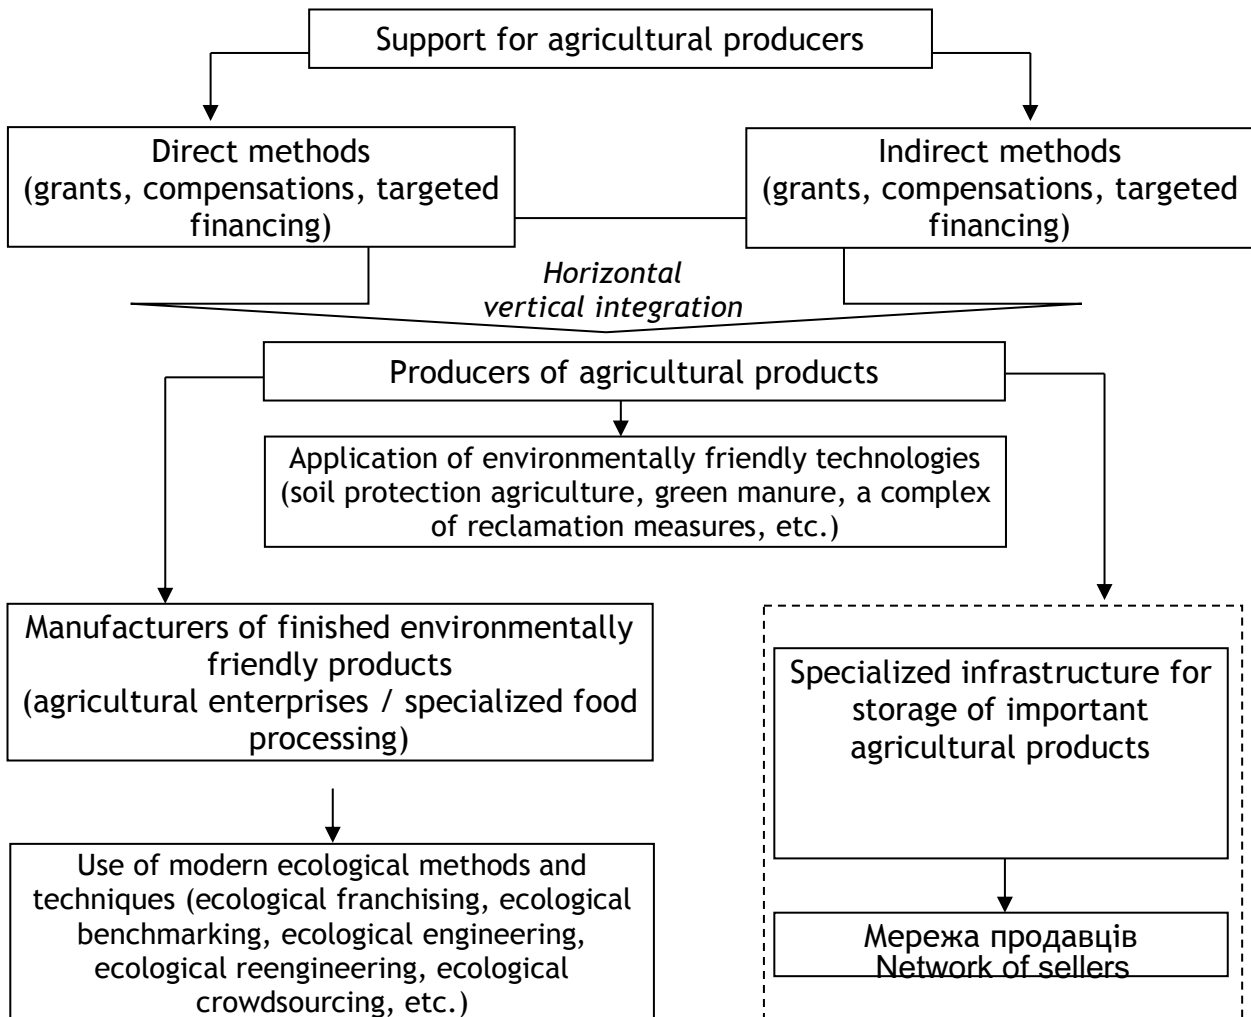 Support for agricultural producers
Direct methods
(grants, compensations, targeted
financing)
Indirect methods
(grants, compensations, targeted
financing)
Horizontal
vertical integration
Producers of agricultural products
Application of environmentally friendly technologies
(soil protection agriculture, green manure, a complex
of reclamation measures, etc.)
Manufacturers of finished environmentally
friendly products
(agricultural enterprises / specialized food
processing)
Specialized infrastructure for
storage of important
agricultural products
Use of modern ecological methods and
techniques (ecological franchising, ecological
benchmarking, ecological engineering,
ecological reengineering, ecological
crowdsourcing, etc.)
Мережа продавців
Network of sellers